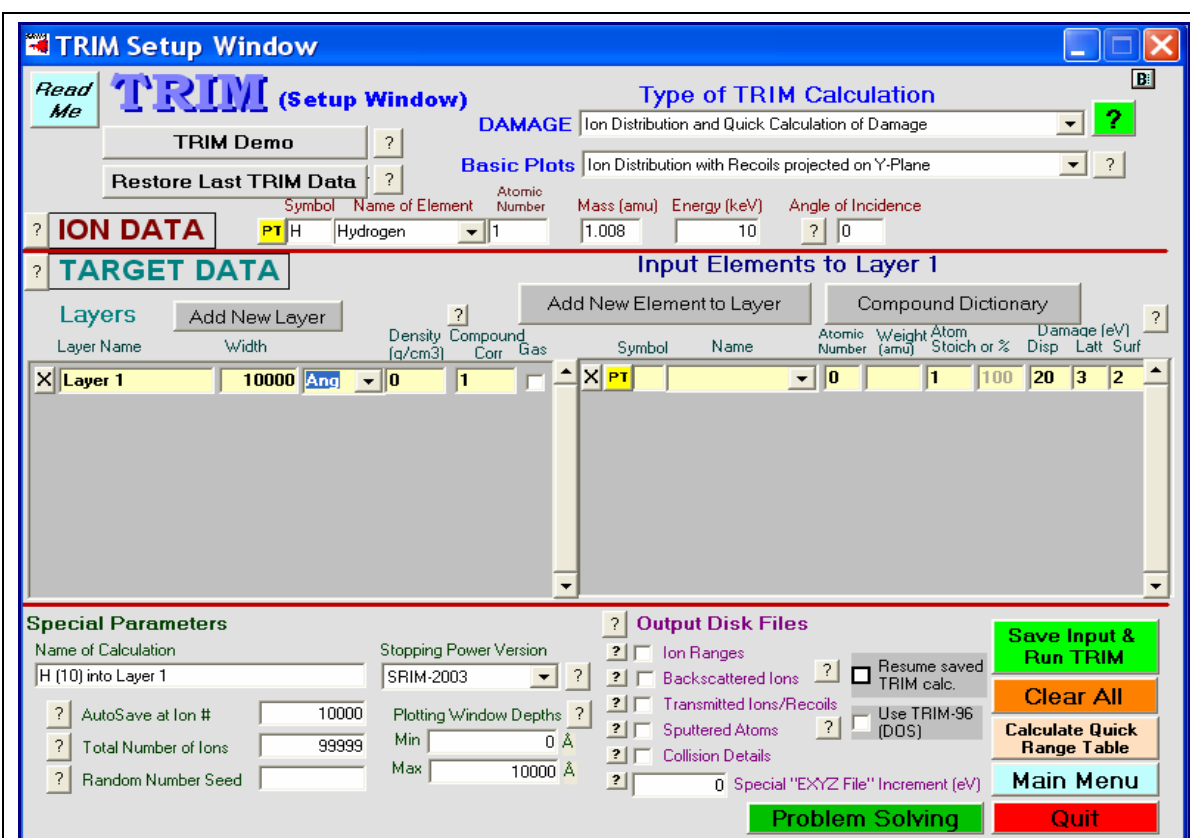 TRIM Setup Window
Read Me
TRIM (Setup Window)
Type of TRIM Calculation
B
TRIM Demo ?
DAMAGE Ion Distribution and Quick Calculation of Damage ?
Restore Last TRIM Data ?
Basic Plots Ion Distribution with Recoils projected on Y-Plane ?
Symbol Name of Element Atomic Number Mass (amu) Energy (keV) Angle of Incidence
? ION DATA PT H Hydrogen 1 1.008 10 ? 0
? TARGET DATA
Input Elements to Layer 1
Layers Add New Layer ?
Add New Element to Layer Compound Dictionary ?
Layer Name Width Density (g/cm3) Compound Corr Gas
Symbol Name Atomic Number Weight (amu) Atom Stoich or % Damage (eV) Disp Latt Surf
X Layer 1 10000 Ang 0 1
X PT 0 1 100 20 3 2
Special Parameters
Name of Calculation
H (10) into Layer 1
Stopping Power Version
SRIM-2003 ?
? AutoSave at Ion # 10000
? Total Number of Ions 99999
? Random Number Seed
Plotting Window Depths ?
Min 0 Å
Max 10000 Å
? Output Disk Files
? Ion Ranges
? Backscattered Ions
? Transmitted Ions/Recoils
? Sputtered Atoms
? Collision Details
? 0 Special "EXYZ File" Increment (eV)
? Resume saved TRIM calc.
? Use TRIM-96 (DOS)
Problem Solving
Save Input & Run TRIM
Clear All
Calculate Quick Range Table
Main Menu
Quit